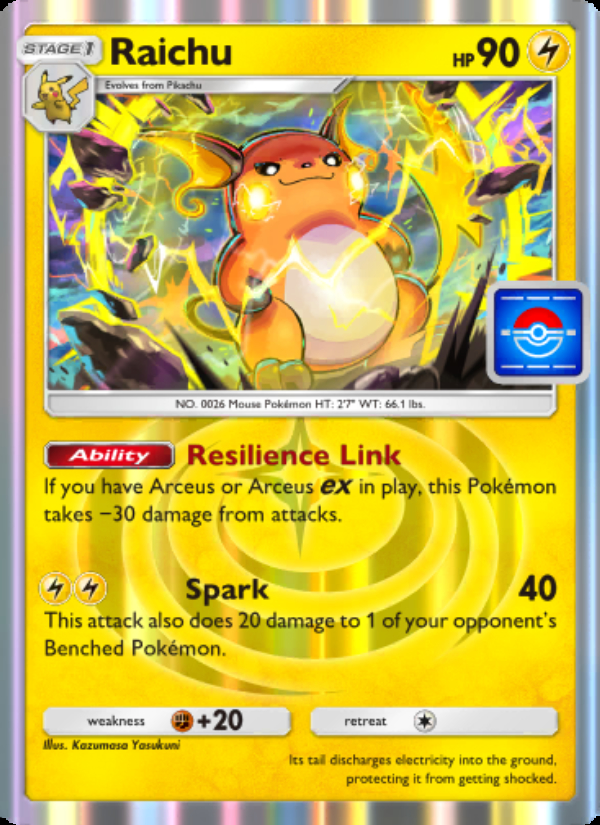 STAGE 1
Raichu
HP 90
Evolves from Pikachu
NO. 0026 Mouse Pokémon HT: 2'7" WT: 66.1 lbs.
Ability Resilience Link
If you have Arceus or Arceus ex in play, this Pokémon
takes −30 damage from attacks.
Spark 40
This attack also does 20 damage to 1 of your opponent's
Benched Pokémon.
weakness +20 retreat
Illus. Kazumasa Yasukuni
Its tail discharges electricity into the ground,
protecting it from getting shocked.